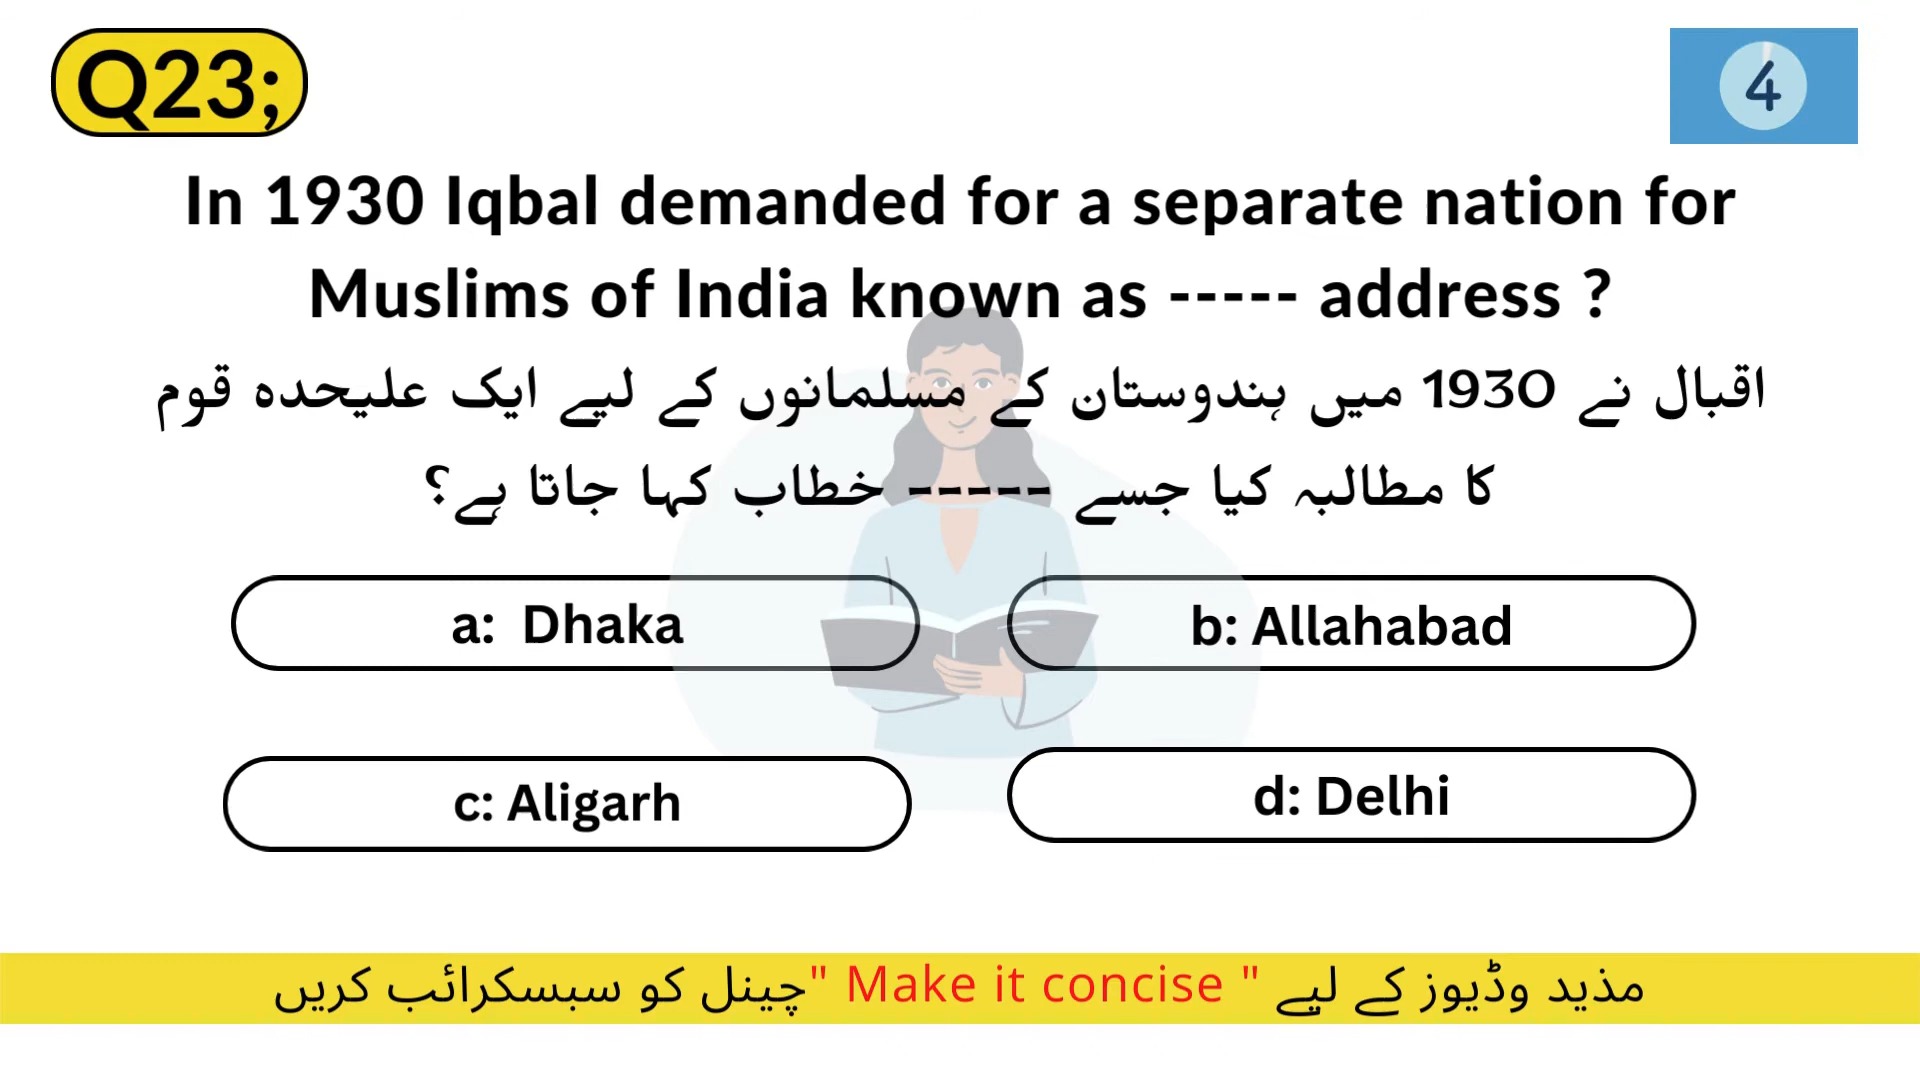 Q23;
4
In 1930 Iqbal demanded for a separate nation for
Muslims of India known as ----- address ?
اقبال نے 1930 میں ہندوستان کے مسلمانوں کے لیے ایک علیحدہ قوم
کا مطالبہ کیا جسے ----- خطاب کہا جاتا ہے؟
a: Dhaka
b: Allahabad
c: Aligarh
d: Delhi
مذید وڈیوز کے لیے " Make it concise "چینل کو سبسکرائب کریں